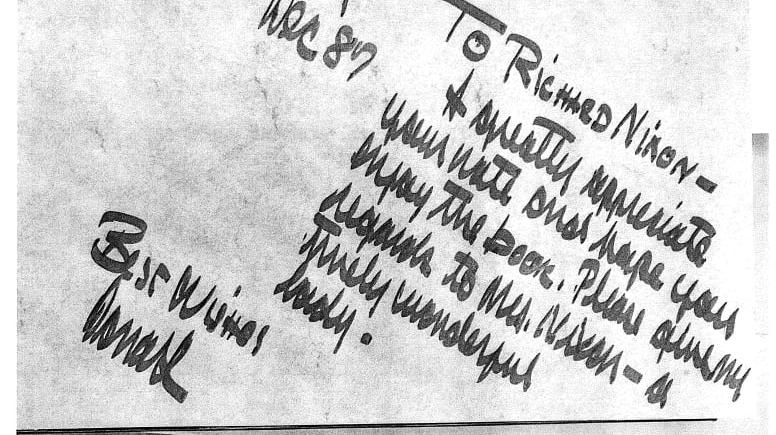 Dec 87
To Richard Nixon-
I greatly appreciate
your note and hope you
enjoy the book. Please give my
regards to Mrs. Nixon - a
truly wonderful
lady.
Best Wishes
Donald